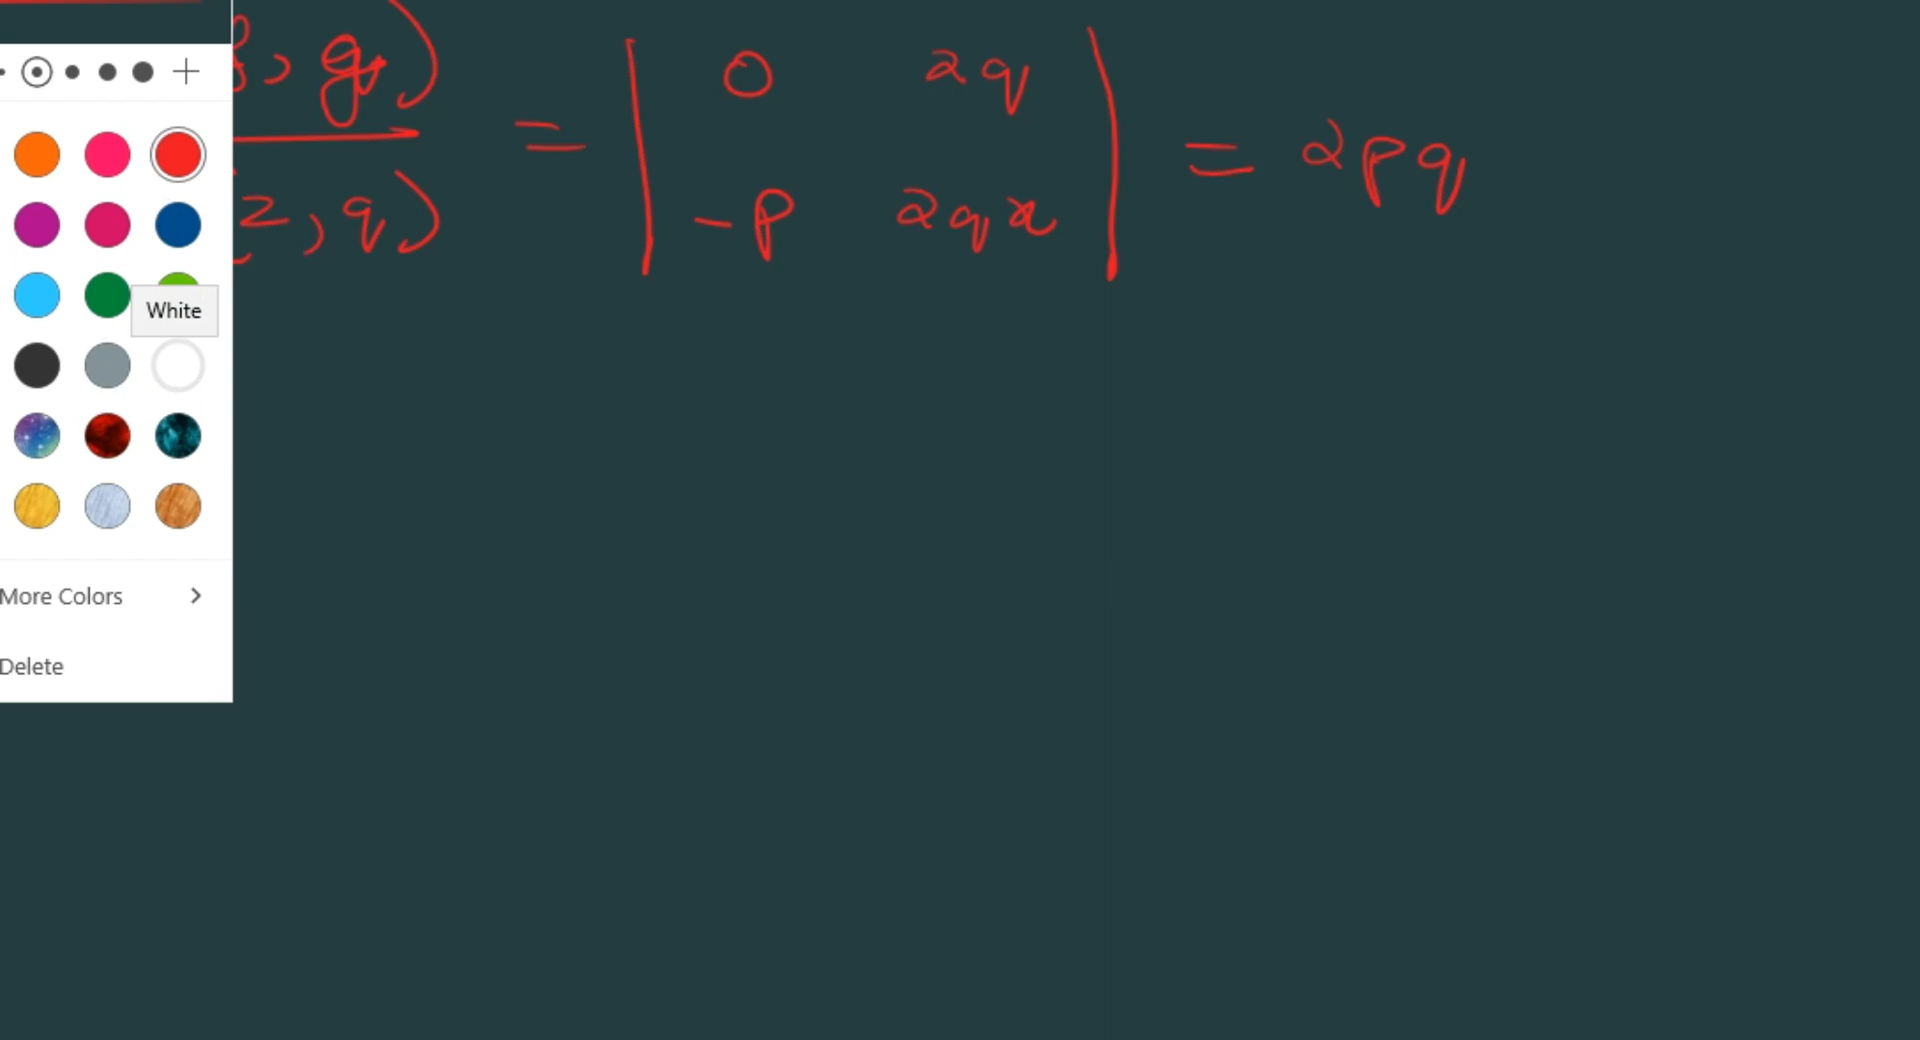 , g)
z, q)
= | 0 2q |
| -p 2qx | = 2pq
White
More Colors
Delete